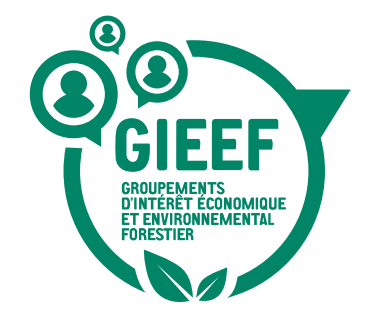 GIEEF
GROUPEMENTS
D'INTÉRÊT ÉCONOMIQUE
ET ENVIRONNEMENTAL
FORESTIER